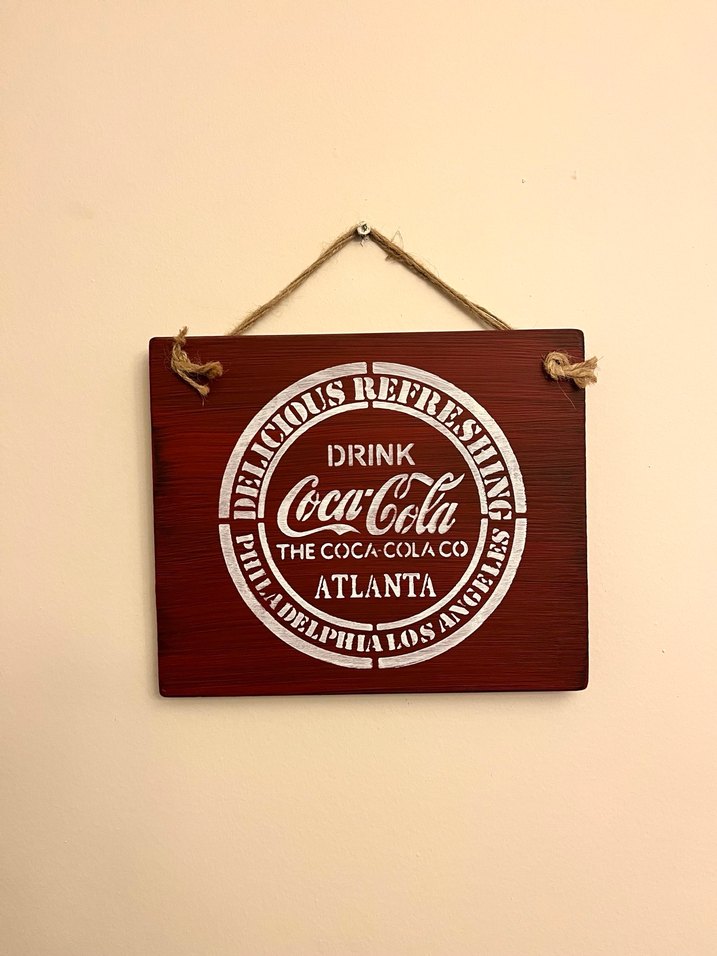 DELICIOUS REFRESHING
DRINK
Coca-Cola
THE COCA-COLA CO
ATLANTA
PHILADELPHIA LOS ANGELES